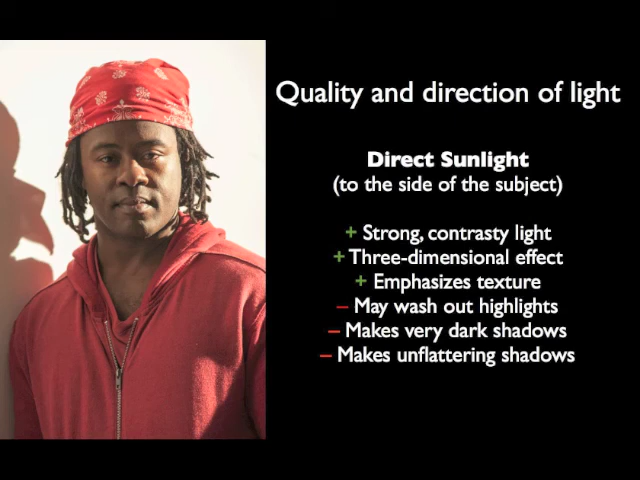 Quality and direction of light
Direct Sunlight
(to the side of the subject)
+ Strong, contrasty light
+ Three-dimensional effect
+ Emphasizes texture
– May wash out highlights
– Makes very dark shadows
– Makes unflattering shadows